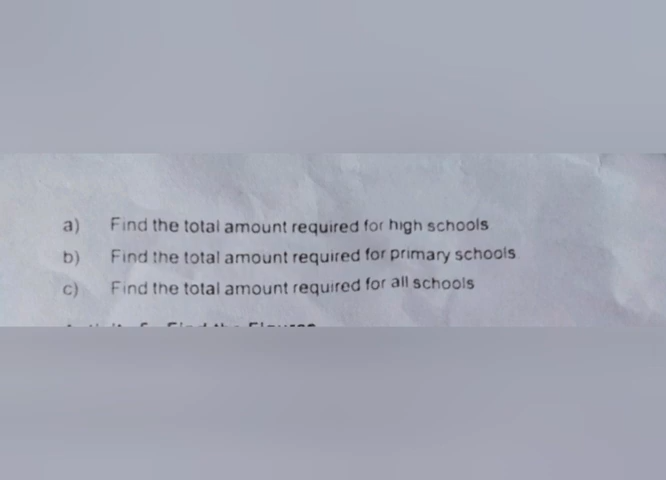 a) Find the total amount required for high schools
b) Find the total amount required for primary schools.
c) Find the total amount required for all schools